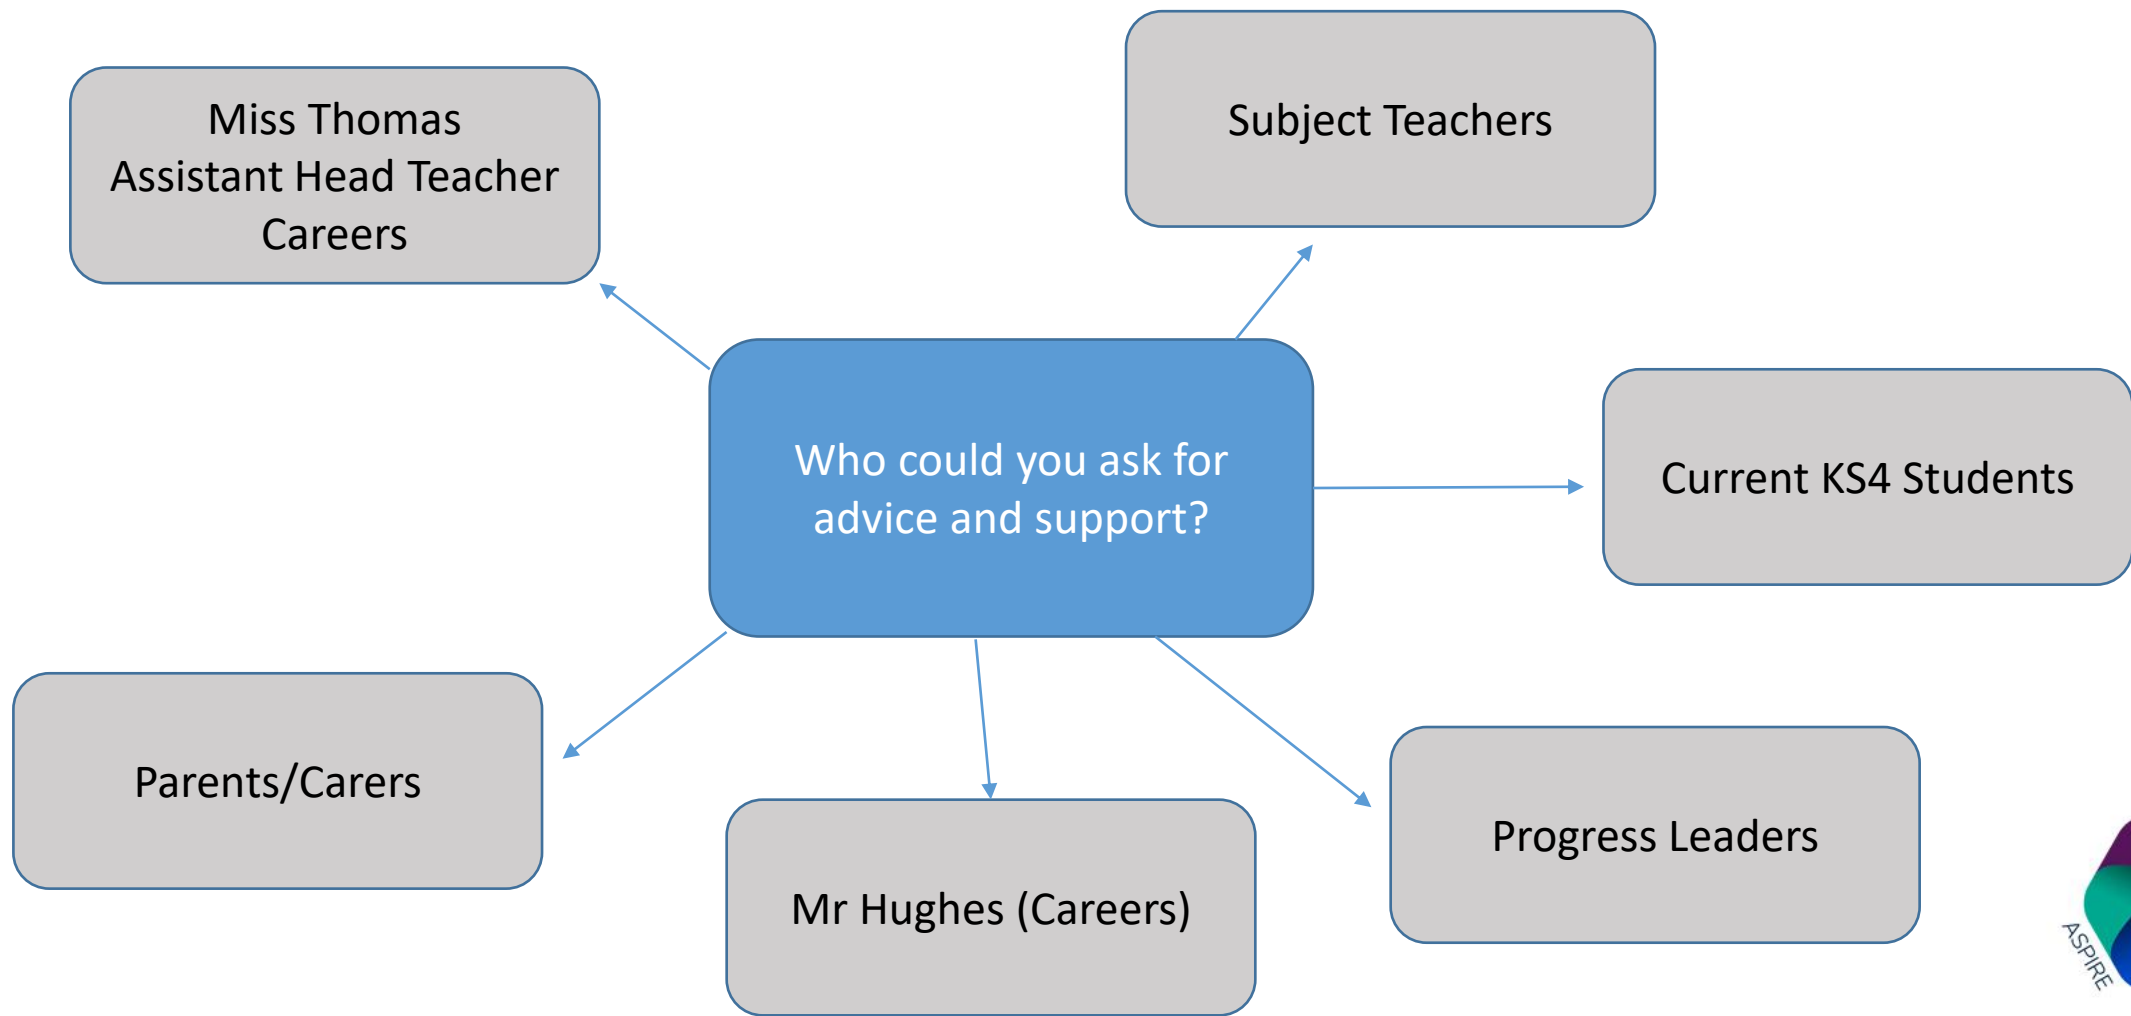 Miss Thomas
Assistant Head Teacher
Careers
Subject Teachers
Who could you ask for
advice and support?
Current KS4 Students
Parents/Carers
Mr Hughes (Careers)
Progress Leaders
ASPIRE